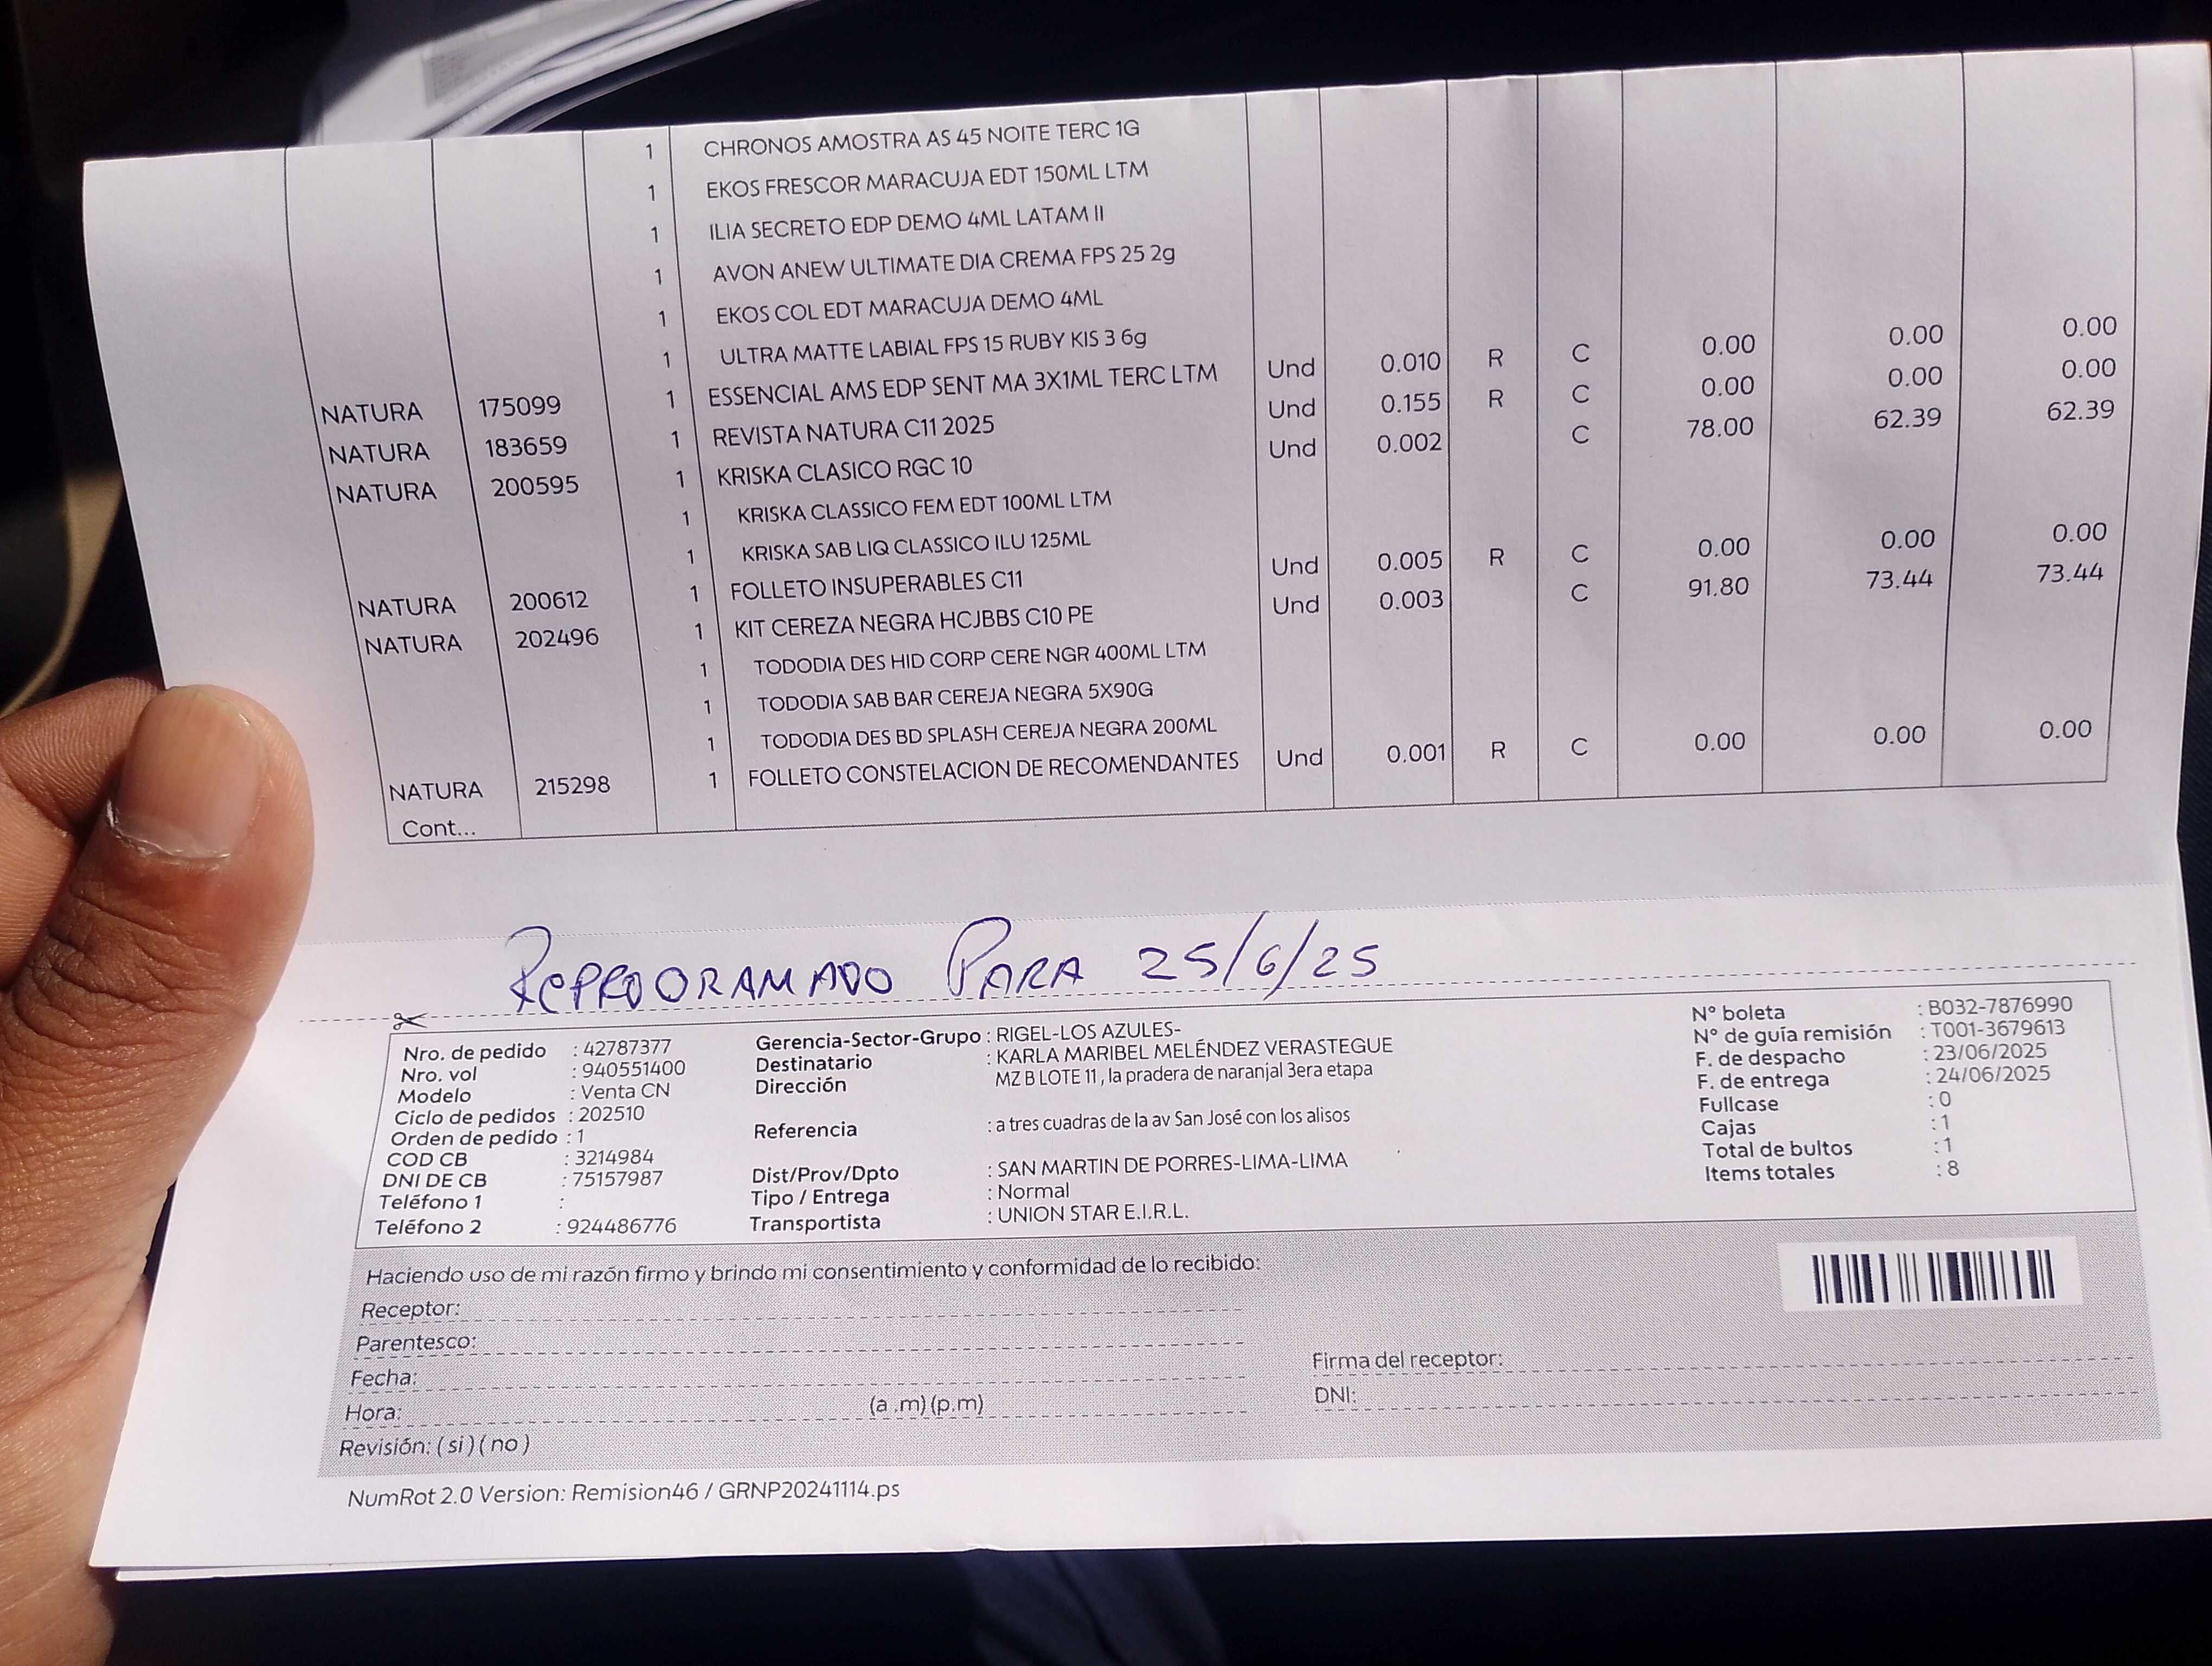 1 CHRONOS AMOSTRA AS 45 NOITE TERC 1G
1 EKOS FRESCOR MARACUJA EDT 150ML LTM
1 ILIA SECRETO EDP DEMO 4ML LATAM II
1 AVON ANEW ULTIMATE DIA CREMA FPS 25 2g
1 EKOS COL EDT MARACUJA DEMO 4ML
1 ULTRA MATTE LABIAL FPS 15 RUBY KIS 3 6g
NATURA 175099 1 ESSENCIAL AMS EDP SENT MA 3X1ML TERC LTM Und 0.010 R C 0.00 0.00 0.00
NATURA 183659 1 REVISTA NATURA C11 2025 Und 0.155 R C 0.00 0.00 0.00
NATURA 200595 1 KRISKA CLASICO RGC 10 Und 0.002 C 78.00 62.39 62.39
1 KRISKA CLASSICO FEM EDT 100ML LTM
1 KRISKA SAB LIQ CLASSICO ILU 125ML
NATURA 200612 1 FOLLETO INSUPERABLES C11 Und 0.005 R C 0.00 0.00 0.00
NATURA 202496 1 KIT CEREZA NEGRA HCJBBS C10 PE Und 0.003 C 91.80 73.44 73.44
1 TODODIA DES HID CORP CERE NGR 400ML LTM
1 TODODIA SAB BAR CEREJA NEGRA 5X90G
1 TODODIA DES BD SPLASH CEREJA NEGRA 200ML
NATURA 215298 1 FOLLETO CONSTELACION DE RECOMENDANTES Und 0.001 R C 0.00 0.00 0.00
Cont...
REPROGRAMADO PARA 25/6/25
Nro. de pedido : 42787377
Nro. vol : 940551400
Modelo : Venta CN
Ciclo de pedidos : 202510
Orden de pedido : 1
COD CB : 3214984
DNI DE CB : 75157987
Teléfono 1 :
Teléfono 2 : 924486776
Gerencia-Sector-Grupo : RIGEL-LOS AZULES-
Destinatario : KARLA MARIBEL MELÉNDEZ VERASTEGUE
Dirección MZ B LOTE 11 , la pradera de naranjal 3era etapa
Referencia : a tres cuadras de la av San José con los alisos
Dist/Prov/Dpto : SAN MARTIN DE PORRES-LIMA-LIMA
Tipo / Entrega : Normal
Transportista : UNION STAR E.I.R.L.
N° boleta : B032-7876990
N° de guía remisión : T001-3679613
F. de despacho : 23/06/2025
F. de entrega : 24/06/2025
Fullcase : 0
Cajas : 1
Total de bultos : 1
Items totales : 8
Haciendo uso de mi razón firmo y brindo mi consentimiento y conformidad de lo recibido:
Receptor:
Parentesco:
Fecha:
Hora: (a .m) (p.m)
Revisión: ( si ) ( no )
Firma del receptor:
DNI:
NumRot 2.0 Version: Remision46 / GRNP20241114.ps